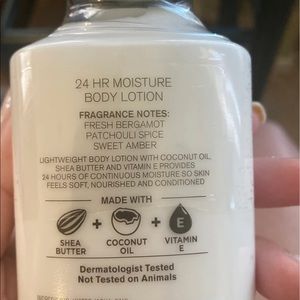 24 HR MOISTURE
BODY LOTION
FRAGRANCE NOTES:
FRESH BERGAMOT
PATCHOULI SPICE
SWEET AMBER
LIGHTWEIGHT BODY LOTION WITH COCONUT OIL,
SHEA BUTTER AND VITAMIN E PROVIDES
24 HOURS OF CONTINUOUS MOISTURE SO SKIN
FEELS SOFT, NOURISHED AND CONDITIONED
MADE WITH
+ + E
SHEA BUTTER COCONUT OIL VITAMIN E
Dermatologist Tested
Not Tested on Animals